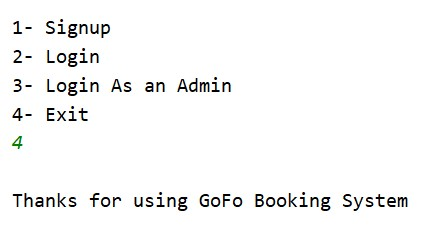 1- Signup
2- Login
3- Login As an Admin
4- Exit
4
Thanks for using GoFo Booking System